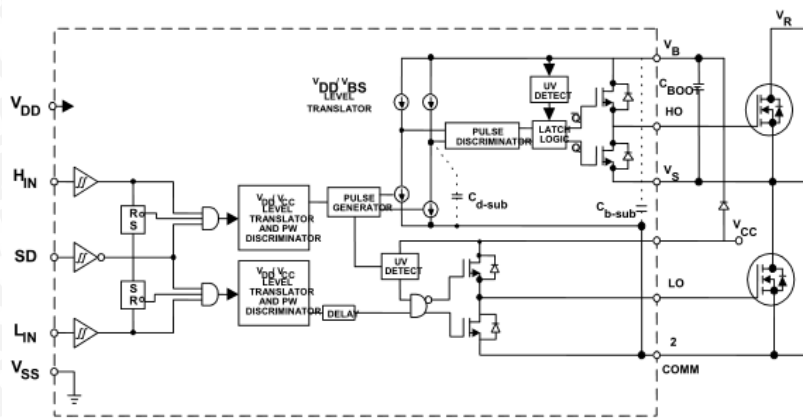 V_R
V_B
V_DD/V_BS
LEVEL
TRANSLATOR
UV
DETECT
C_BOOT
V_DD
HO
PULSE
DISCRIMINATOR
LATCH
LOGIC
Q
Q
H_IN
V_S
R
S
V_DD/V_CC
LEVEL
TRANSLATOR
AND PW
DISCRIMINATOR
PULSE
GENERATOR
C_d-sub
C_b-sub
V_CC
SD
UV
DETECT
S
R
V_DD/V_CC
LEVEL
TRANSLATOR
AND PW
DISCRIMINATOR
LO
DELAY
L_IN
2
V_SS
COMM